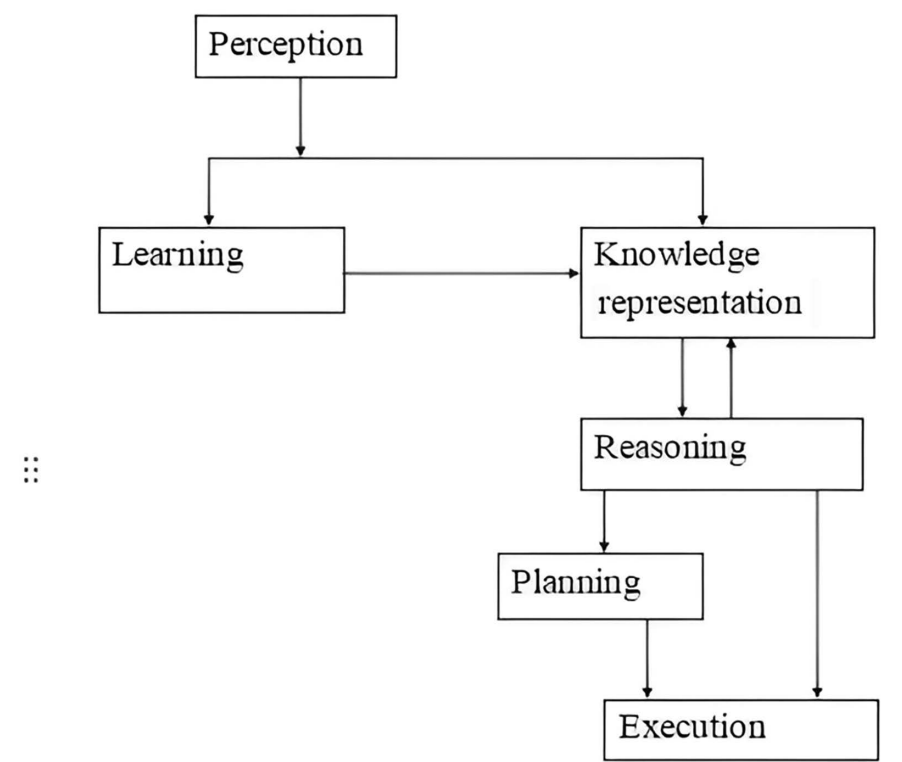 Perception
Learning
Knowledge
representation
Reasoning
Planning
Execution